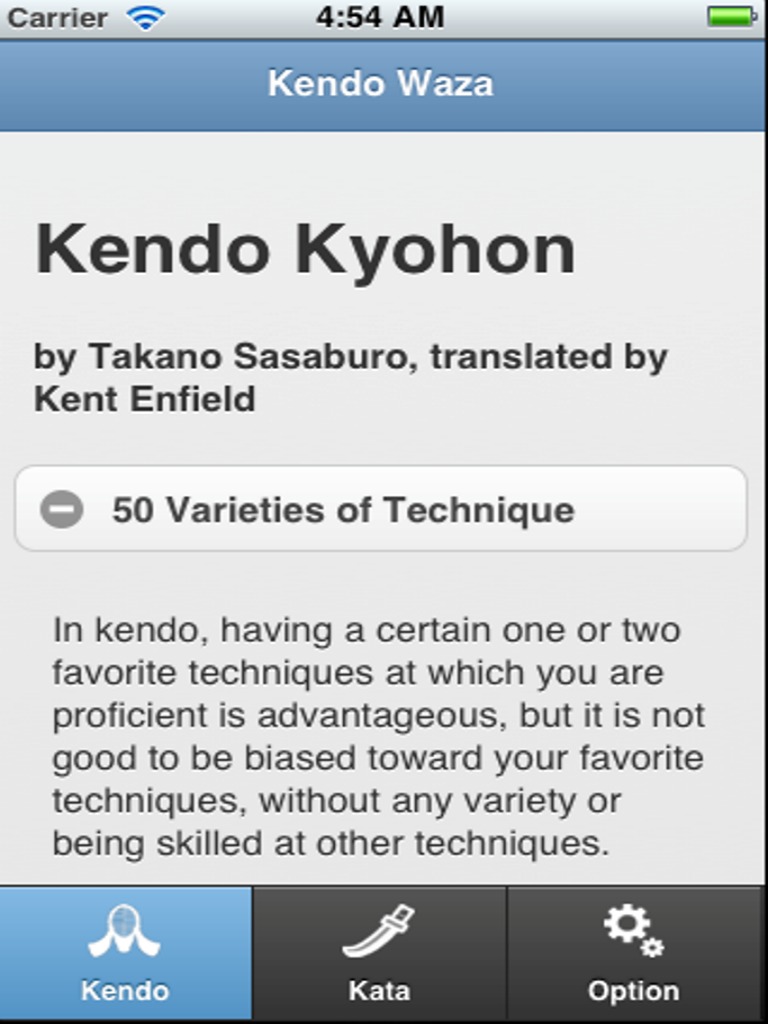 Carrier 4:54 AM
Kendo Waza
Kendo Kyohon
by Takano Sasaburo, translated by
Kent Enfield
50 Varieties of Technique
In kendo, having a certain one or two
favorite techniques at which you are
proficient is advantageous, but it is not
good to be biased toward your favorite
techniques, without any variety or
being skilled at other techniques.
Kendo Kata Option